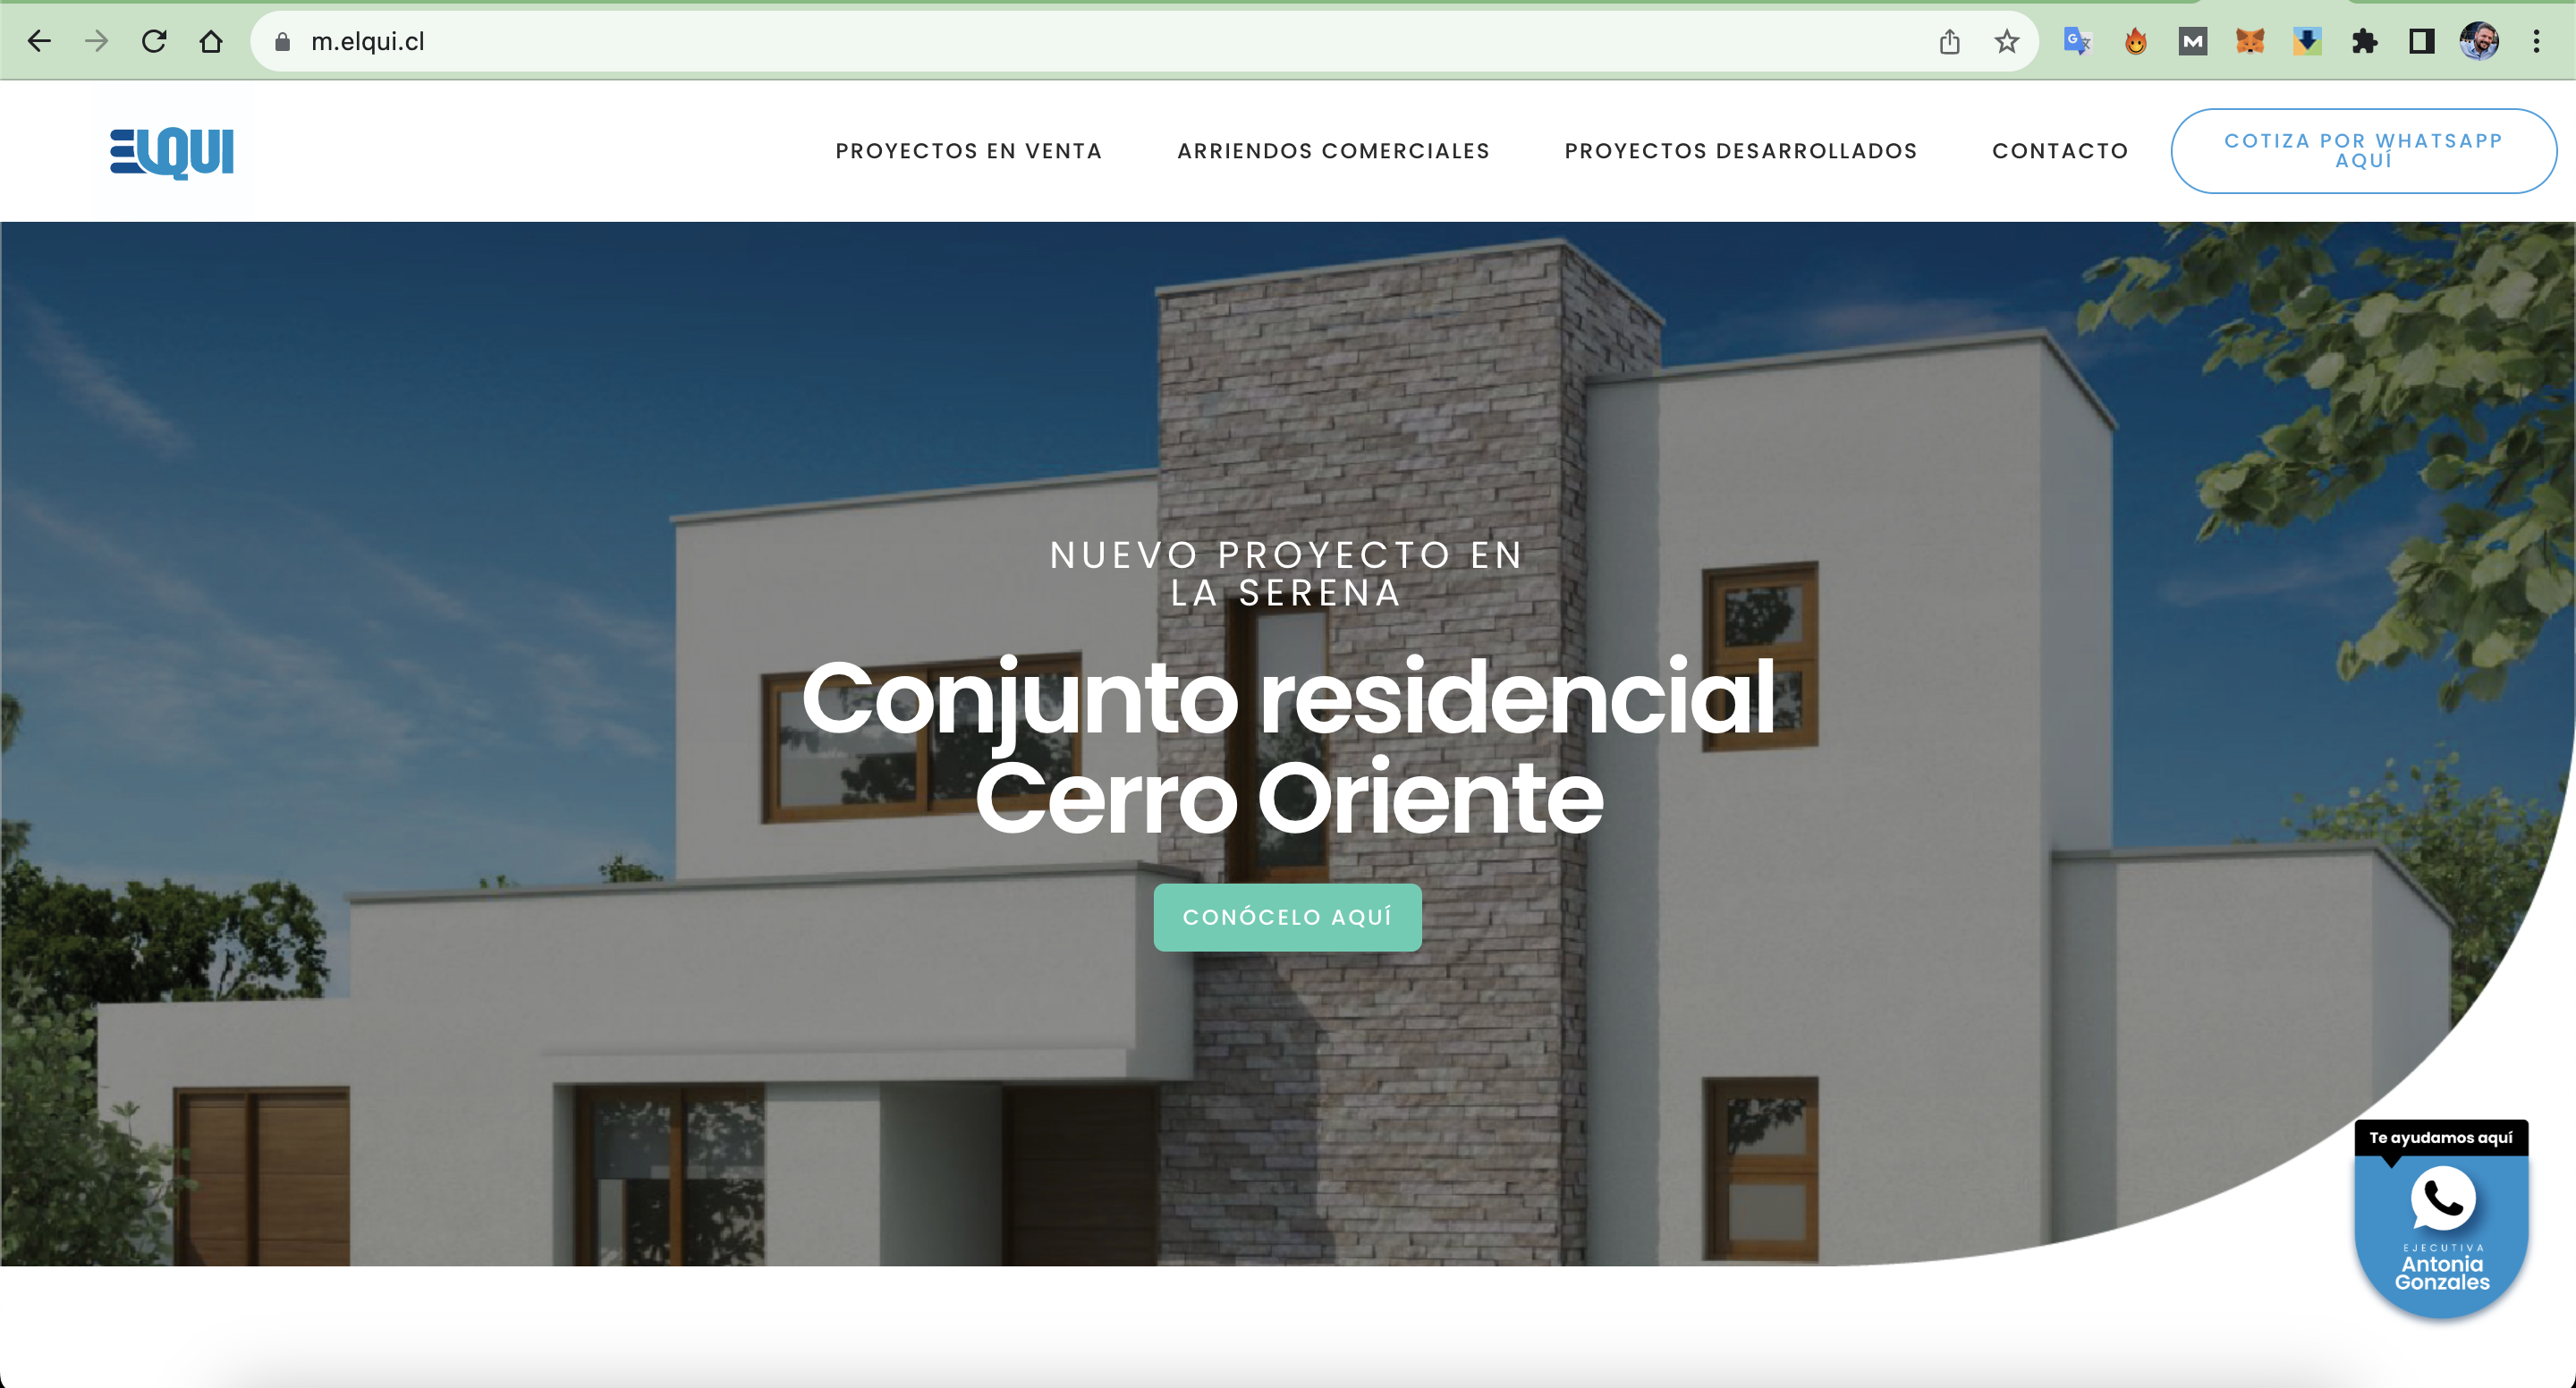 m.elqui.cl
ELQUI
PROYECTOS EN VENTA
ARRIENDOS COMERCIALES
PROYECTOS DESARROLLADOS
CONTACTO
COTIZA POR WHATSAPP
AQUÍ
NUEVO PROYECTO EN
LA SERENA
Conjunto residencial
Cerro Oriente
CONÓCELO AQUÍ
Te ayudamos aquí
EJECUTIVA
Antonia
Gonzales